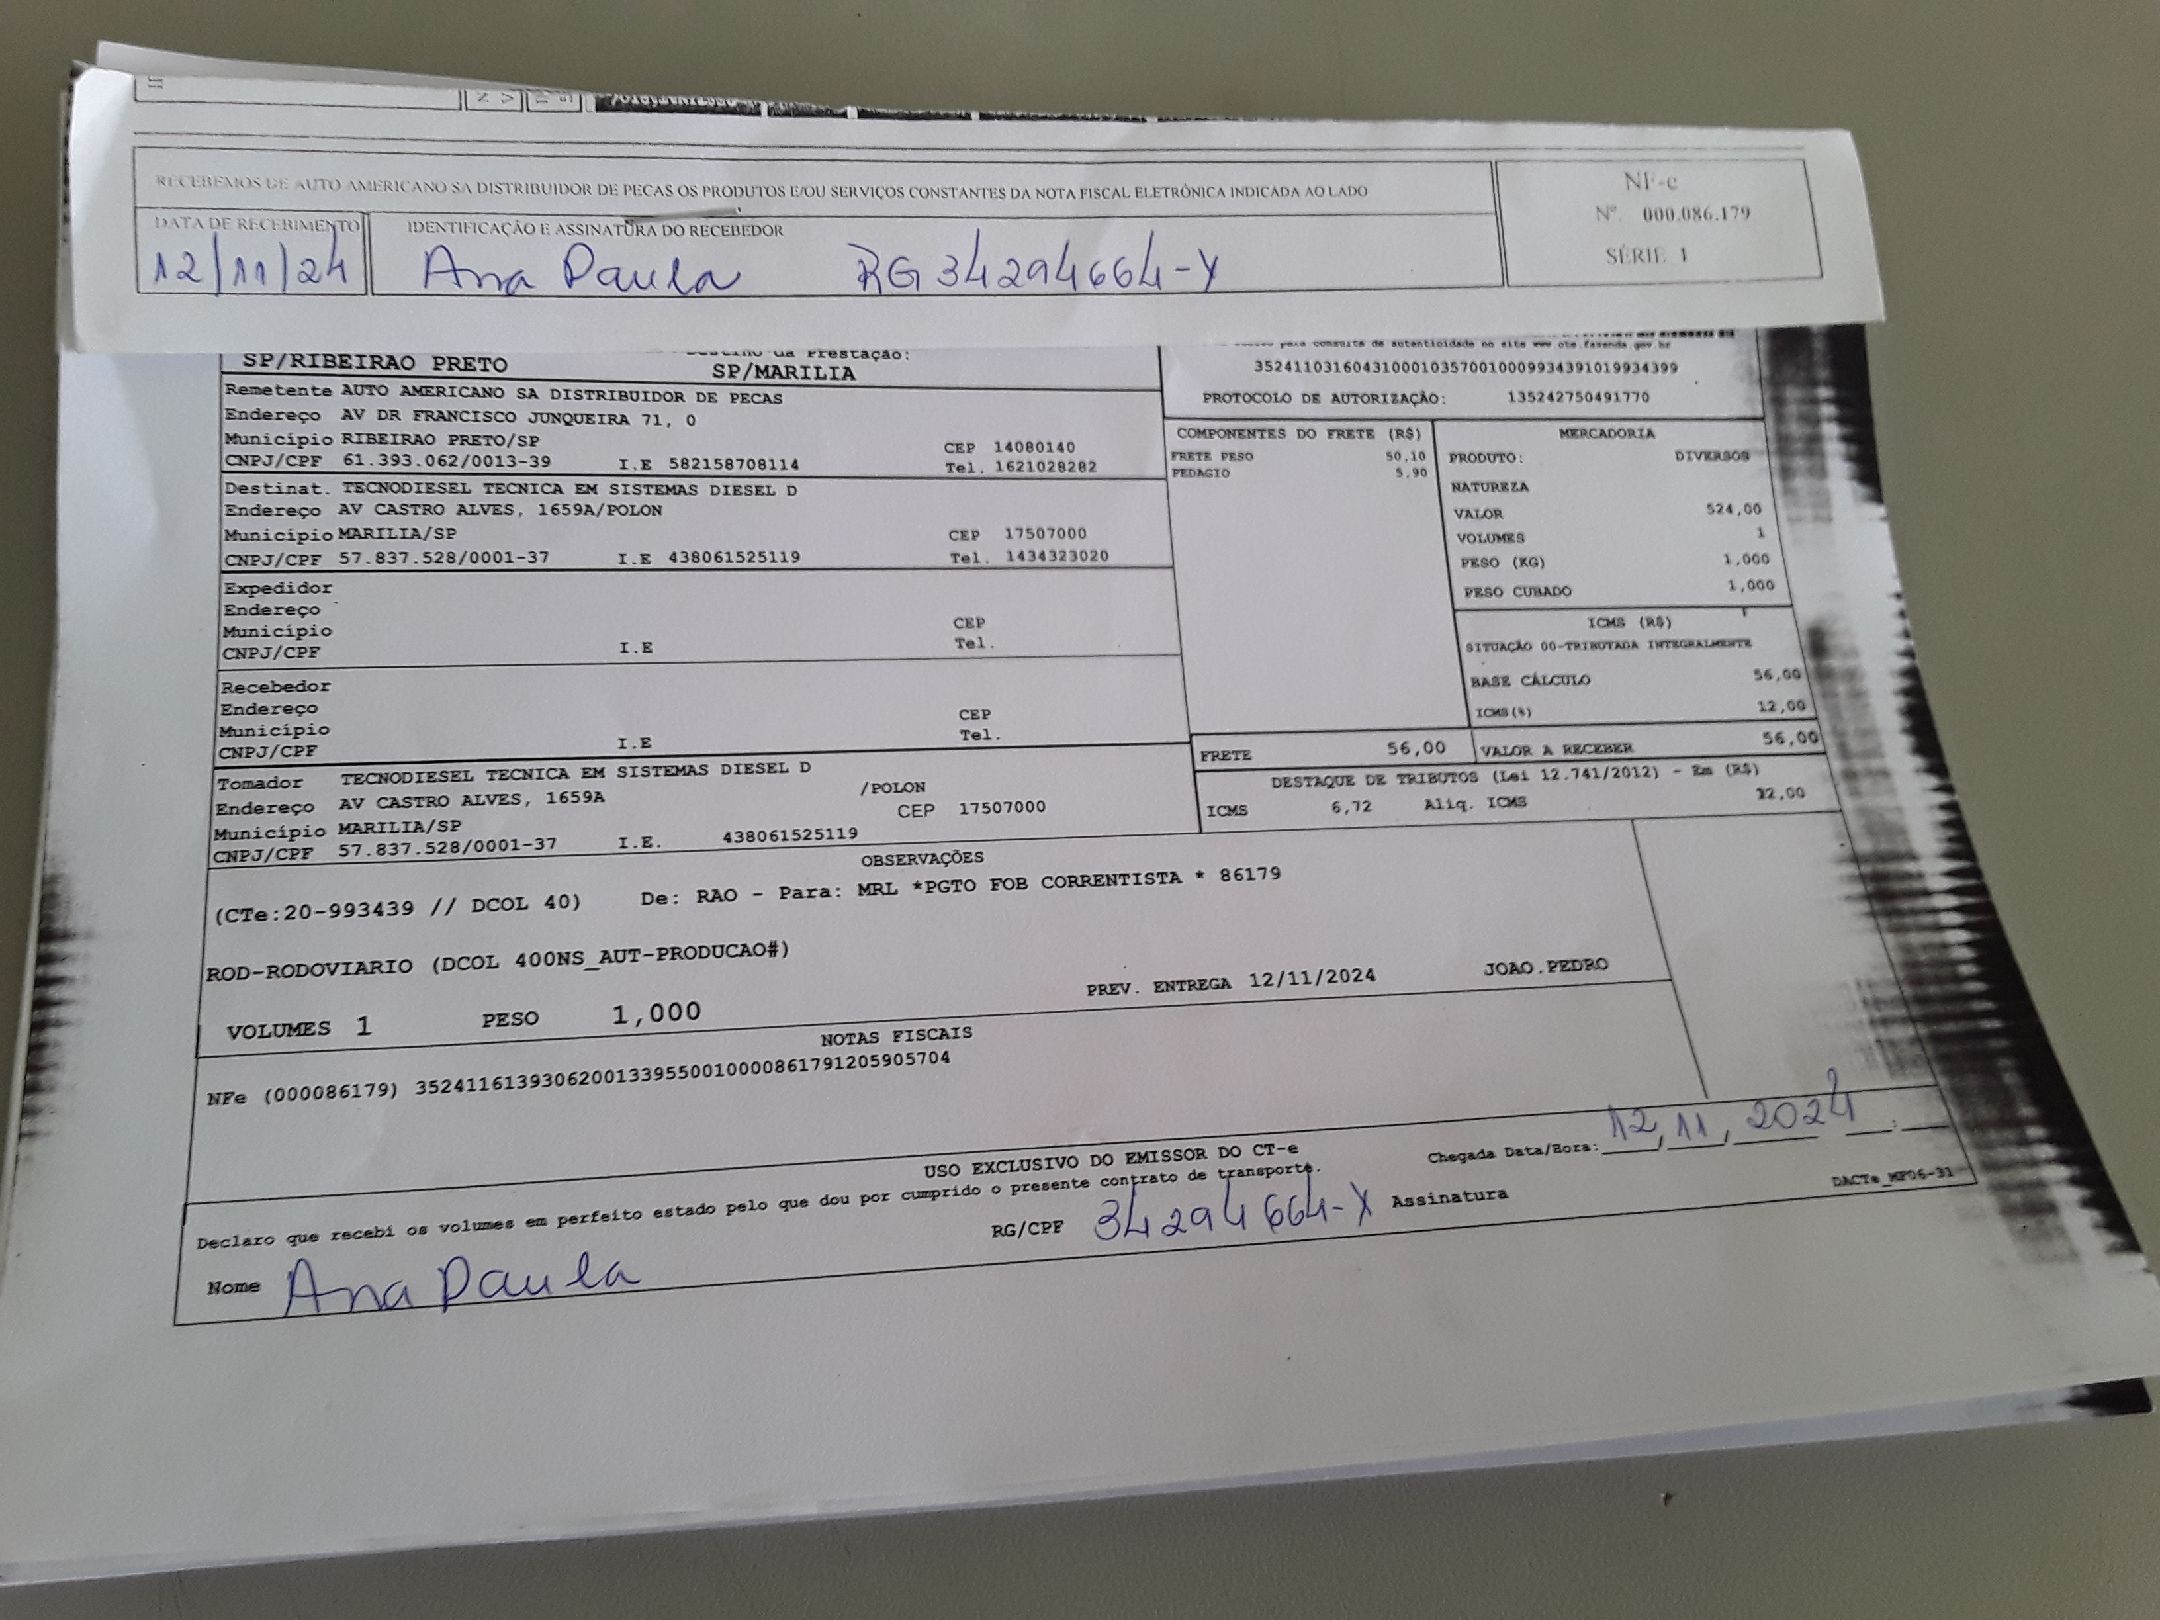 RECEBEMOS DE AUTO AMERICANO SA DISTRIBUIDOR DE PECAS OS PRODUTOS E/OU SERVIÇOS CONSTANTES DA NOTA FISCAL ELETRÔNICA INDICADA AO LADO
NF-e
Nº. 000.086.179
SÉRIE 1
DATA DE RECEBIMENTO
IDENTIFICAÇÃO E ASSINATURA DO RECEBEDOR
12/11/24
Ana Paula RG 34294664-X
SP/RIBEIRAO PRETO
Prestação:
SP/MARILIA
para consulta de autenticidade no site www.cte.fazenda.gov.br
35241103160431000103570010009934391019934399
PROTOCOLO DE AUTORIZAÇÃO: 135242750491770
Remetente AUTO AMERICANO SA DISTRIBUIDOR DE PECAS
Endereço AV DR FRANCISCO JUNQUEIRA 71, 0
Município RIBEIRAO PRETO/SP CEP 14080140
CNPJ/CPF 61.393.062/0013-39 I.E 582158708114 Tel. 1621028282
Destinat. TECNODIESEL TECNICA EM SISTEMAS DIESEL D
Endereço AV CASTRO ALVES, 1659A/POLON
Município MARILIA/SP CEP 17507000
CNPJ/CPF 57.837.528/0001-37 I.E 438061525119 Tel. 1434323020
Expedidor
Endereço
Município CEP
CNPJ/CPF I.E Tel.
Recebedor
Endereço
Município CEP
CNPJ/CPF I.E Tel.
Tomador TECNODIESEL TECNICA EM SISTEMAS DIESEL D
Endereço AV CASTRO ALVES, 1659A /POLON
Município MARILIA/SP CEP 17507000
CNPJ/CPF 57.837.528/0001-37 I.E. 438061525119
COMPONENTES DO FRETE (R$)
FRETE PESO 50,10
PEDAGIO 5,90
MERCADORIA
PRODUTO: DIVERSOS
NATUREZA
VALOR 524,00
VOLUMES 1
PESO (KG) 1,000
PESO CUBADO 1,000
ICMS (R$)
SITUAÇÃO 00-TRIBUTADA INTEGRALMENTE
BASE CÁLCULO 56,00
ICMS(%) 12,00
FRETE 56,00
VALOR A RECEBER 56,00
DESTAQUE DE TRIBUTOS (Lei 12.741/2012) - Em (R$)
ICMS 6,72 Aliq. ICMS 12,00
OBSERVAÇÕES
(CTe:20-993439 // DCOL 40) De: RAO - Para: MRL *PGTO FOB CORRENTISTA * 86179
ROD-RODOVIARIO (DCOL 400NS_AUT-PRODUCAO#)
PREV. ENTREGA 12/11/2024 JOAO.PEDRO
VOLUMES 1 PESO 1,000
NOTAS FISCAIS
NFe (000086179) 35241161393062001339550010000861791205905704
USO EXCLUSIVO DO EMISSOR DO CT-e
Chegada Data/Hora: 12/11/2024 :
Declaro que recebi os volumes em perfeito estado pelo que dou por cumprido o presente contrato de transporte.
DACTe_MP06-31
Nome Ana Paula RG/CPF 34294664-X Assinatura